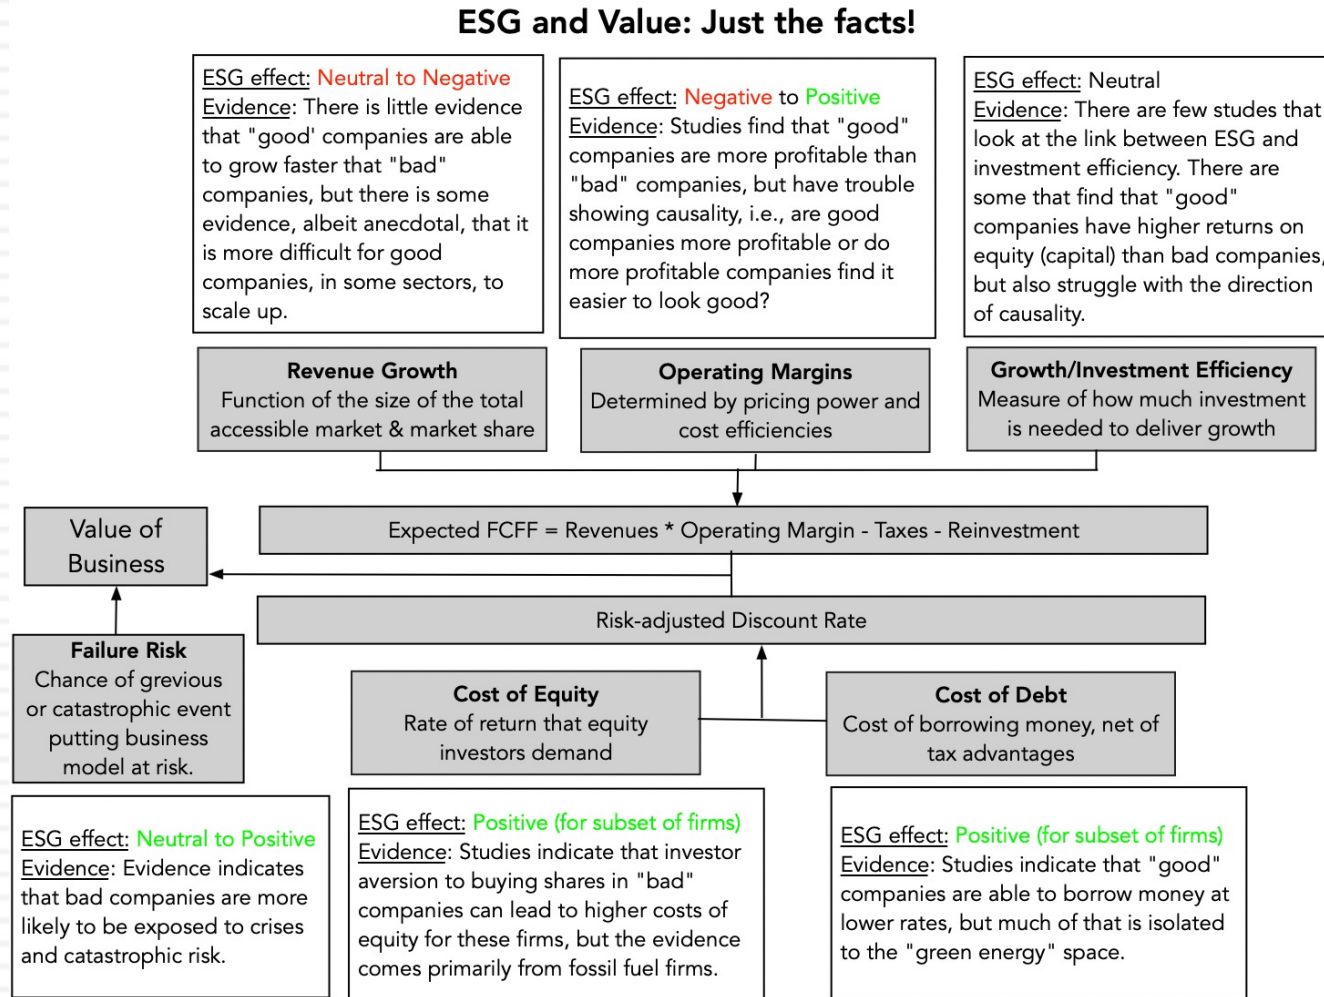 ESG and Value: Just the facts!
ESG effect: Neutral to Negative
Evidence: There is little evidence
that "good' companies are able
to grow faster that "bad"
companies, but there is some
evidence, albeit anecdotal, that it
is more difficult for good
companies, in some sectors, to
scale up.
ESG effect: Negative to Positive
Evidence: Studies find that "good"
companies are more profitable than
"bad" companies, but have trouble
showing causality, i.e., are good
companies more profitable or do
more profitable companies find it
easier to look good?
ESG effect: Neutral
Evidence: There are few studes that
look at the link between ESG and
investment efficiency. There are
some that find that "good"
companies have higher returns on
equity (capital) than bad companies,
but also struggle with the direction
of causality.
Revenue Growth
Function of the size of the total
accessible market & market share
Operating Margins
Determined by pricing power and
cost efficiencies
Growth/Investment Efficiency
Measure of how much investment
is needed to deliver growth
Value of
Business
Expected FCFF = Revenues * Operating Margin - Taxes - Reinvestment
Risk-adjusted Discount Rate
Failure Risk
Chance of grevious
or catastrophic event
putting business
model at risk.
Cost of Equity
Rate of return that equity
investors demand
Cost of Debt
Cost of borrowing money, net of
tax advantages
ESG effect: Neutral to Positive
Evidence: Evidence indicates
that bad companies are more
likely to be exposed to crises
and catastrophic risk.
ESG effect: Positive (for subset of firms)
Evidence: Studies indicate that investor
aversion to buying shares in "bad"
companies can lead to higher costs of
equity for these firms, but the evidence
comes primarily from fossil fuel firms.
ESG effect: Positive (for subset of firms)
Evidence: Studies indicate that "good"
companies are able to borrow money at
lower rates, but much of that is isolated
to the "green energy" space.